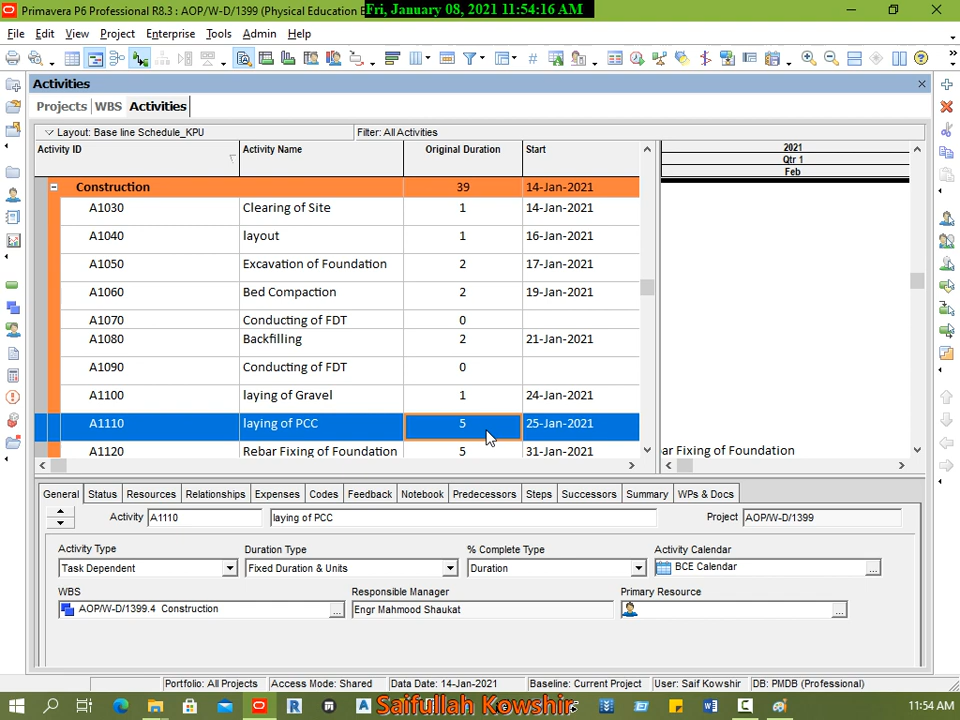 Primavera P6 Professional R8.3 : AOP/W-D/1399 (Physical Education E
Fri, January 08, 2021 11:54:16 AM
File Edit View Project Enterprise Tools Admin Help
Activities
Projects WBS Activities
Layout: Base line Schedule_KPU Filter: All Activities
Activity ID Activity Name Original Duration Start
2021
Qtr 1
Feb
Construction 39 14-Jan-2021
A1030 Clearing of Site 1 14-Jan-2021
A1040 layout 1 16-Jan-2021
A1050 Excavation of Foundation 2 17-Jan-2021
A1060 Bed Compaction 2 19-Jan-2021
A1070 Conducting of FDT 0
A1080 Backfilling 2 21-Jan-2021
A1090 Conducting of FDT 0
A1100 laying of Gravel 1 24-Jan-2021
A1110 laying of PCC 5 25-Jan-2021
A1120 Rebar Fixing of Foundation 5 31-Jan-2021
ar Fixing of Foundation
General Status Resources Relationships Expenses Codes Feedback Notebook Predecessors Steps Successors Summary WPs & Docs
Activity A1110 laying of PCC Project AOP/W-D/1399
Activity Type Duration Type % Complete Type Activity Calendar
Task Dependent Fixed Duration & Units Duration BCE Calendar
WBS Responsible Manager Primary Resource
AOP/W-D/1399.4 Construction Engr Mahmood Shaukat
Portfolio: All Projects Access Mode: Shared Data Date: 14-Jan-2021 Baseline: Current Project User: Saif Kowshir DB: PMDB (Professional)
Saifullah Kowshir
11:54 AM